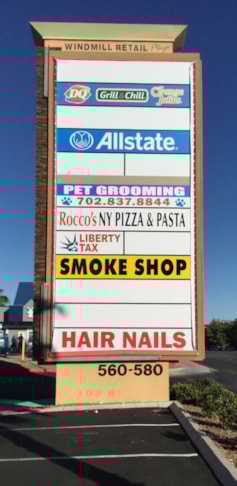 WINDMILL RETAIL Plaza
DQ Grill & Chill Orange Julius
Allstate
PET GROOMING
702.837.8844
Rocco's NY PIZZA & PASTA
LIBERTY
TAX
SMOKE SHOP
HAIR NAILS
560-580